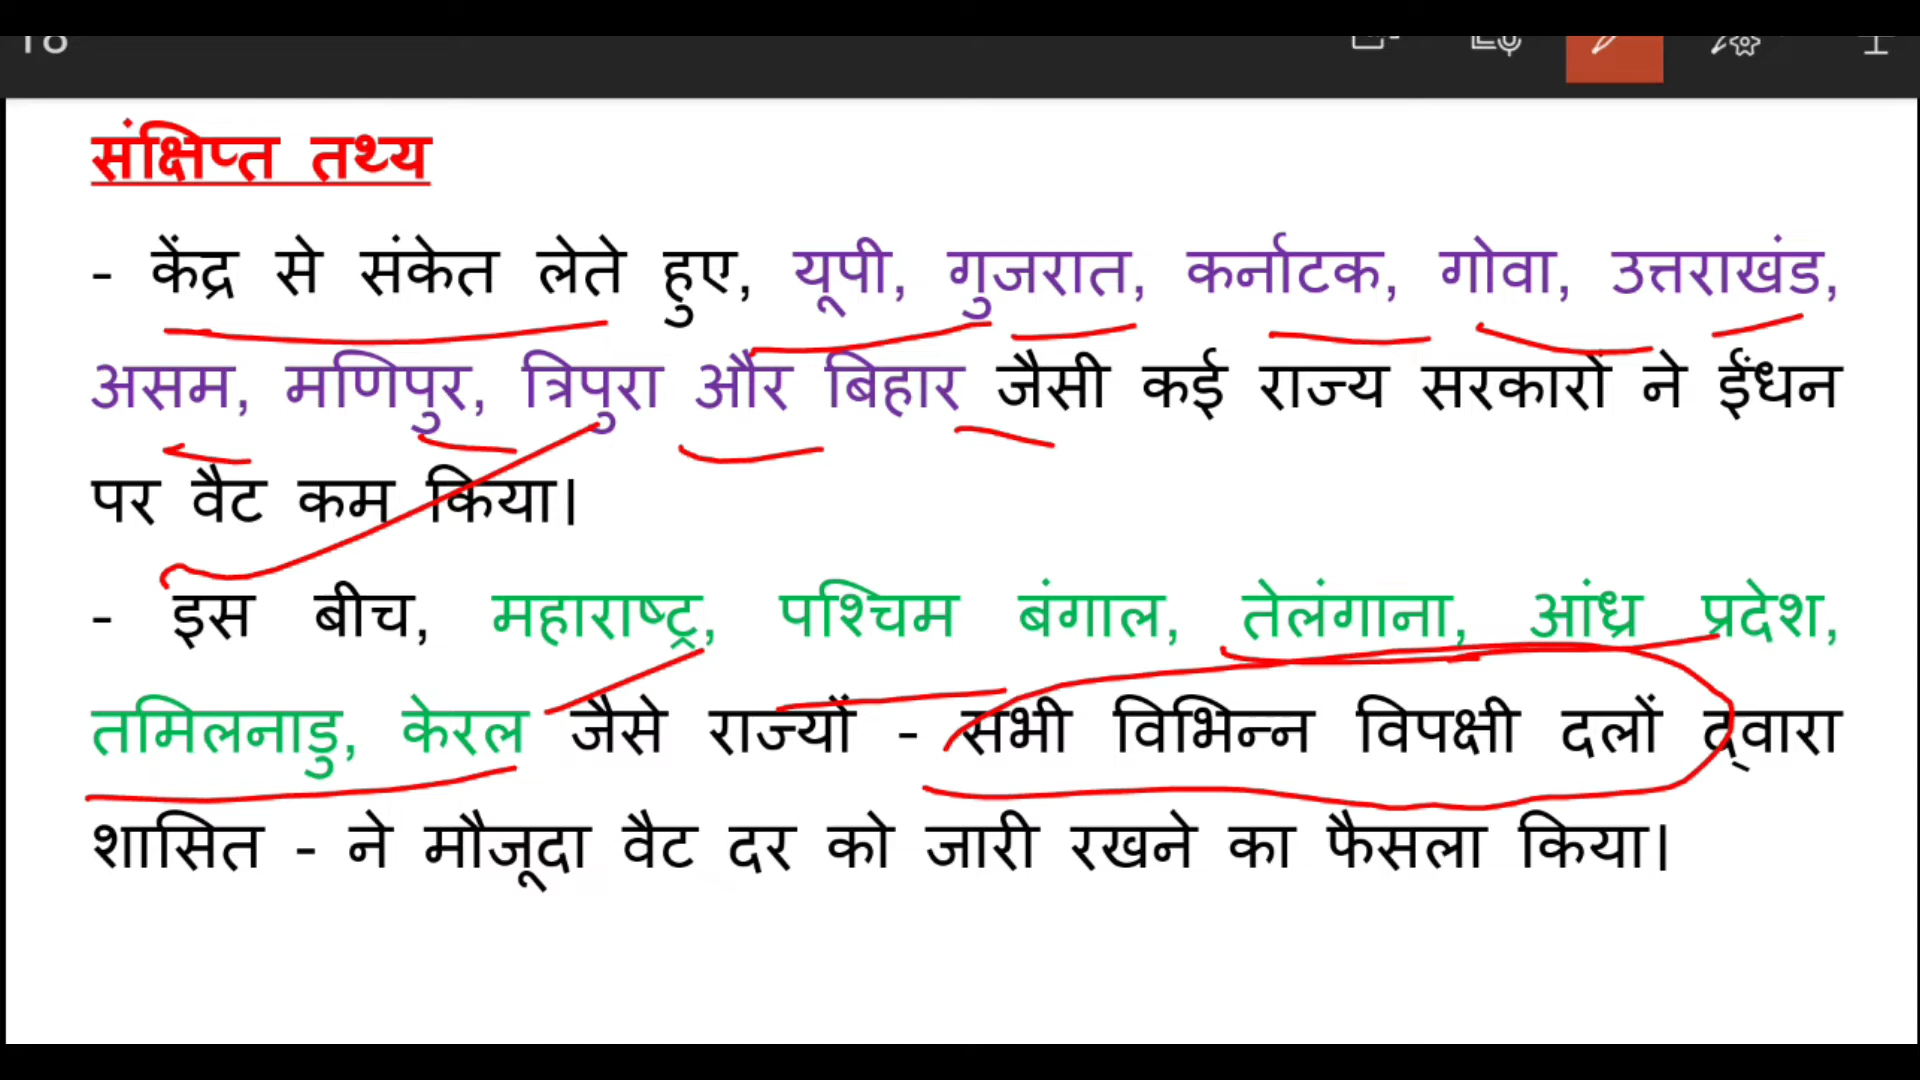 संक्षिप्त तथ्य
- केंद्र से संकेत लेते हुए, यूपी, गुजरात, कर्नाटक, गोवा, उत्तराखंड,
असम, मणिपुर, त्रिपुरा और बिहार जैसी कई राज्य सरकारों ने ईंधन
पर वैट कम किया।
- इस बीच, महाराष्ट्र, पश्चिम बंगाल, तेलंगाना, आंध्र प्रदेश,
तमिलनाडु, केरल जैसे राज्यों - सभी विभिन्न विपक्षी दलों द्वारा
शासित - ने मौजूदा वैट दर को जारी रखने का फैसला किया।